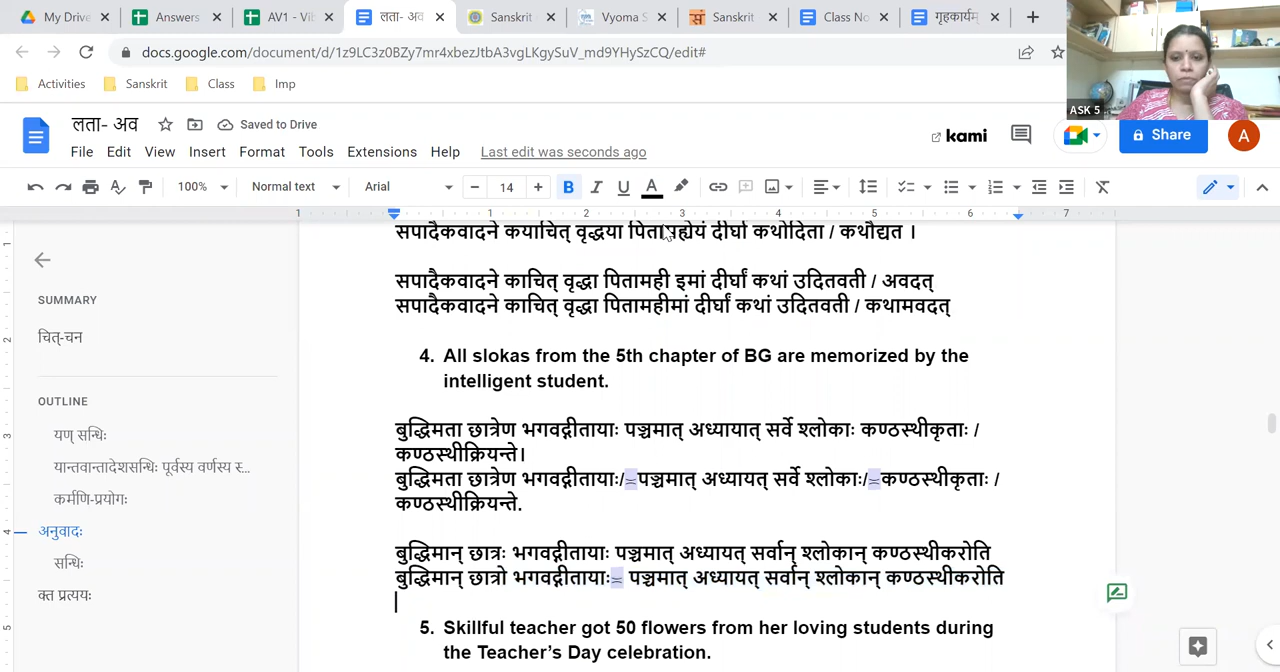 My Drive
Answers
AV1 - Vib
लता- अव
Sanskrit
Vyoma S
Sanskrit
Class No
गृहकार्यम्
docs.google.com/document/d/1z9LC3z0BZy7mr4xbezJtbA3vgLKgySuV_md9YHySzCQ/edit#
Activities Sanskrit Class Imp
ASK 5
लता- अव
Saved to Drive
kami
Share
A
File Edit View Insert Format Tools Extensions Help Last edit was seconds ago
100% Normal text Arial 14
SUMMARY
चित्-चन
OUTLINE
यण् सन्धिः
यान्तवान्तादेशसन्धिः पूर्वस्य वर्णस्य स्...
कर्मणि-प्रयोगः
अनुवादः
सन्धिः
क्त प्रत्ययः
सपादैकवादने कयाचित् वृद्धया पितामह्येयं दीर्घा कथोदिता / कथौद्यत ।
सपादैकवादने काचित् वृद्धा पितामही इमां दीर्घां कथां उदितवती / अवदत्
सपादैकवादने काचित् वृद्धा पितामहीमां दीर्घां कथां उदितवती / कथामवदत्
4. All slokas from the 5th chapter of BG are memorized by the
intelligent student.
बुद्धिमता छात्रेण भगवद्गीतायाः पञ्चमात् अध्यायात् सर्वे श्लोकाः कण्ठस्थीकृताः /
कण्ठस्थीक्रियन्ते।
बुद्धिमता छात्रेण भगवद्गीतायाः/≍पञ्चमात् अध्यायात् सर्वे श्लोकाः/≍कण्ठस्थीकृताः /
कण्ठस्थीक्रियन्ते.
बुद्धिमान् छात्रः भगवद्गीतायाः पञ्चमात् अध्यायत् सर्वान् श्लोकान् कण्ठस्थीकरोति
बुद्धिमान् छात्रो भगवद्गीतायाः≍ पञ्चमात् अध्यायत् सर्वान् श्लोकान् कण्ठस्थीकरोति
5. Skillful teacher got 50 flowers from her loving students during
the Teacher's Day celebration.